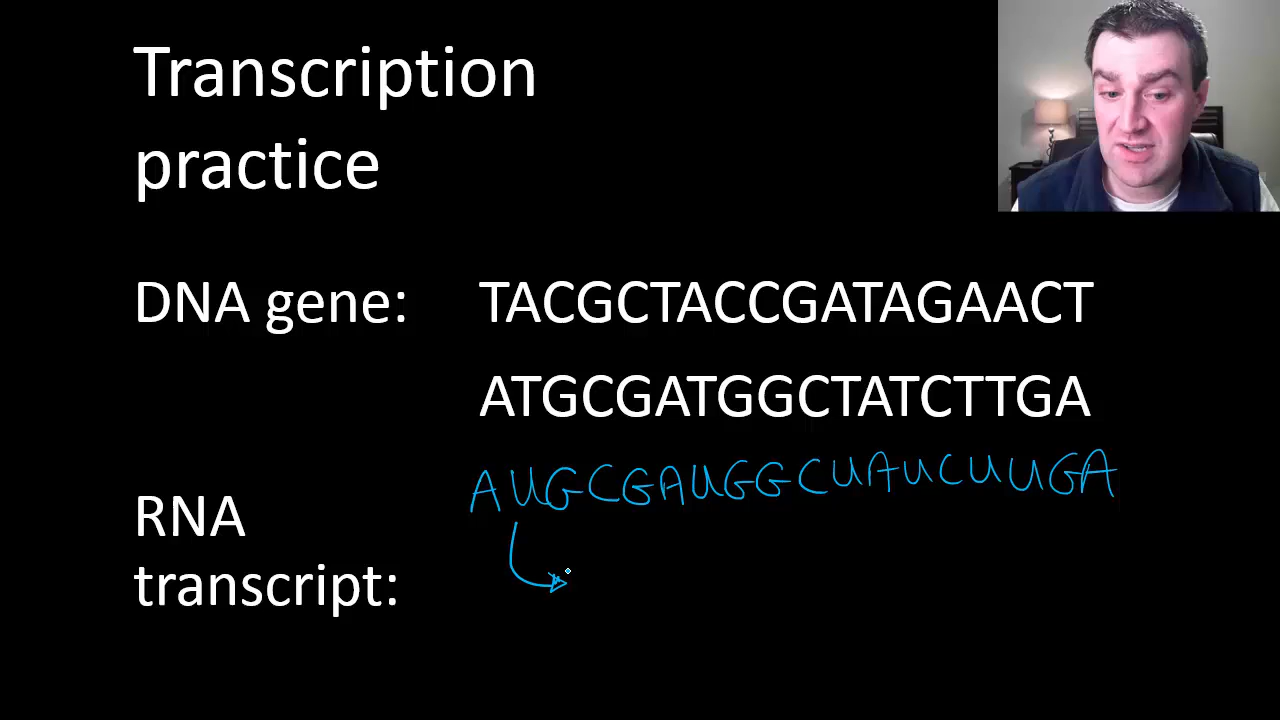 Transcription
practice
DNA gene: TACGCTACCGATAGAACT
ATGCGATGGCTATCTTGA
AUGCGAUGGCUAUCUUGA
RNA
transcript: